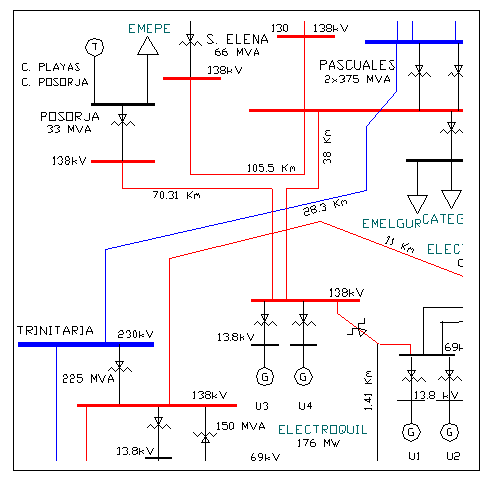 EMEPE
130
138kV
T
S. ELENA
66 MVA
C. PLAYAS
C. POSORJA
138kV
PASCUALES
2x375 MVA
POSORJA
33 MVA
138kV
38 Km
105.5 Km
70.31 Km
28.3 Km
EMELGUR
CATEG
11 Km
ELECT
138kV
TRINITARIA
230kV
13.8kV
69k
225 MVA
G
G
1.41 Km
138kV
13.8 kV
U3
U4
150 MVA
ELECTROQUIL
176 MW
G
G
13.8kV
69kV
U1
U2